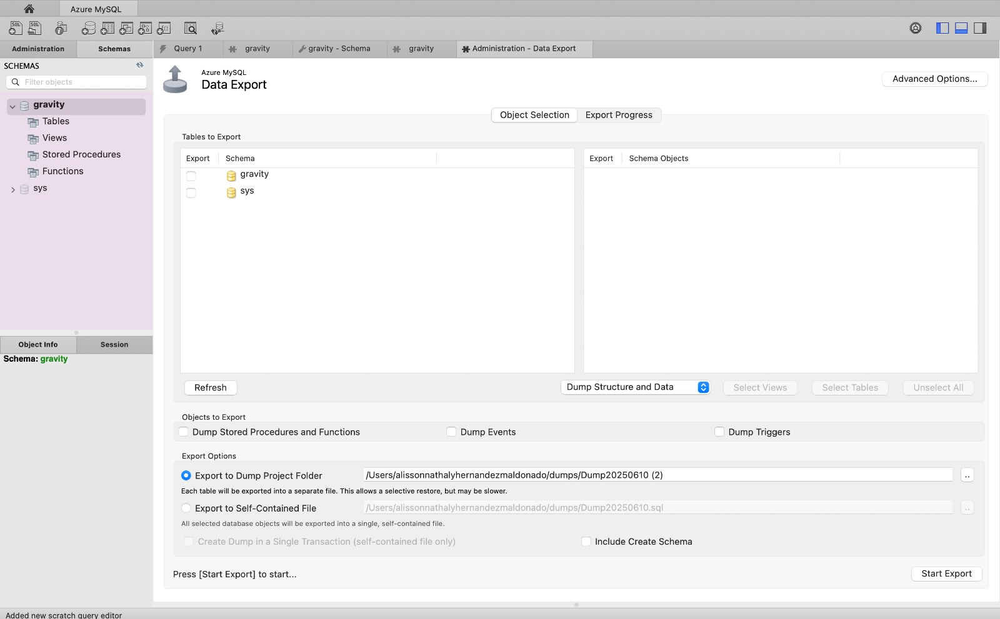 Azure MySQL
Administration
Schemas
Query 1
gravity
gravity - Schema
gravity
Administration - Data Export
SCHEMAS
Filter objects
gravity
Tables
Views
Stored Procedures
Functions
sys
Object Info
Session
Schema: gravity
Azure MySQL
Data Export
Advanced Options...
Object Selection
Export Progress
Tables to Export
Export
Schema
gravity
sys
Export
Schema Objects
Refresh
Dump Structure and Data
Select Views
Select Tables
Unselect All
Objects to Export
Dump Stored Procedures and Functions
Dump Events
Dump Triggers
Export Options
Export to Dump Project Folder
/Users/alissonnathalyhernandezmaldonado/dumps/Dump20250610 (2)
..
Each table will be exported into a separate file. This allows a selective restore, but may be slower.
Export to Self-Contained File
/Users/alissonnathalyhernandezmaldonado/dumps/Dump20250610.sql
..
All selected database objects will be exported into a single, self-contained file.
Create Dump in a Single Transaction (self-contained file only)
Include Create Schema
Press [Start Export] to start...
Start Export
Added new scratch query editor